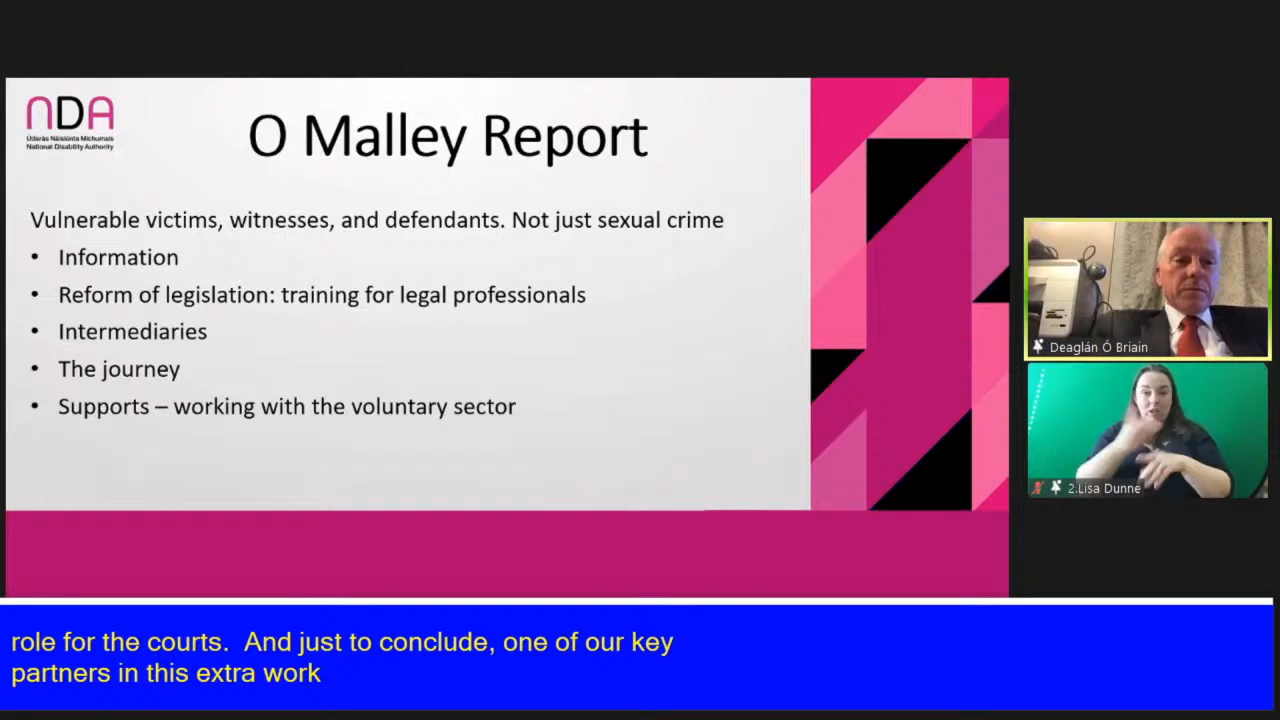 NDA
Údarás Náisiúnta Míchumais
National Disability Authority
O Malley Report
Vulnerable victims, witnesses, and defendants. Not just sexual crime
• Information
• Reform of legislation: training for legal professionals
• Intermediaries
• The journey
• Supports – working with the voluntary sector
Deaglán Ó Briain
2.Lisa Dunne
role for the courts. And just to conclude, one of our key
partners in this extra work